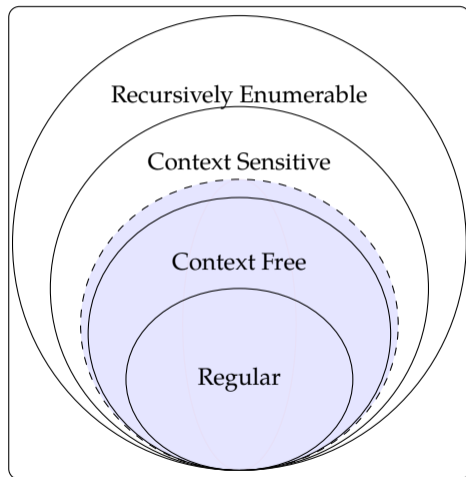 Recursively Enumerable
Context Sensitive
Context Free
Regular